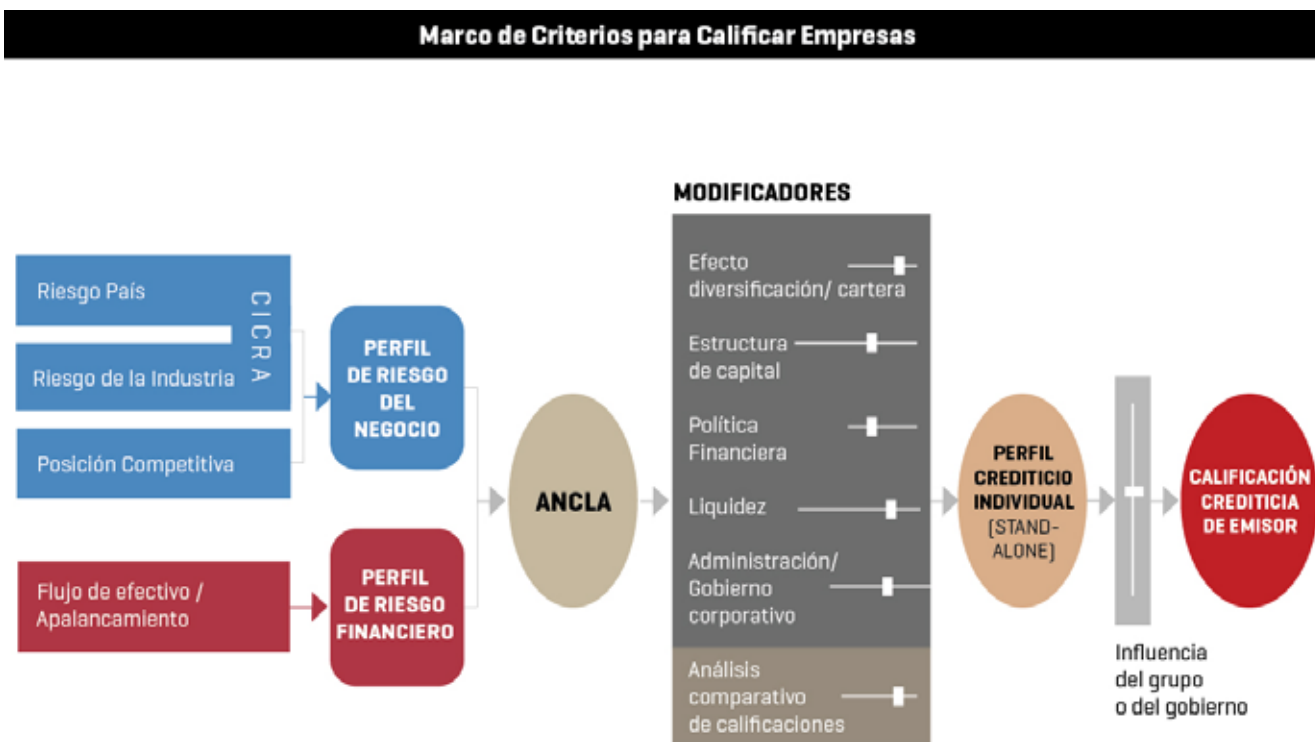 Marco de Criterios para Calificar Empresas
Riesgo País
Riesgo de la Industria
CICRA
Posición Competitiva
Flujo de efectivo /
Apalancamiento
PERFIL
DE RIESGO
DEL
NEGOCIO
PERFIL
DE RIESGO
FINANCIERO
ANCLA
MODIFICADORES
Efecto
diversificación/ cartera
Estructura
de capital
Política
Financiera
Liquidez
Administración/
Gobierno
corporativo
Análisis
comparativo
de calificaciones
PERFIL
CREDITICIO
INDIVIDUAL
(STAND-
ALONE)
Influencia
del grupo
o del gobierno
CALIFICACIÓN
CREDITICIA
DE EMISOR